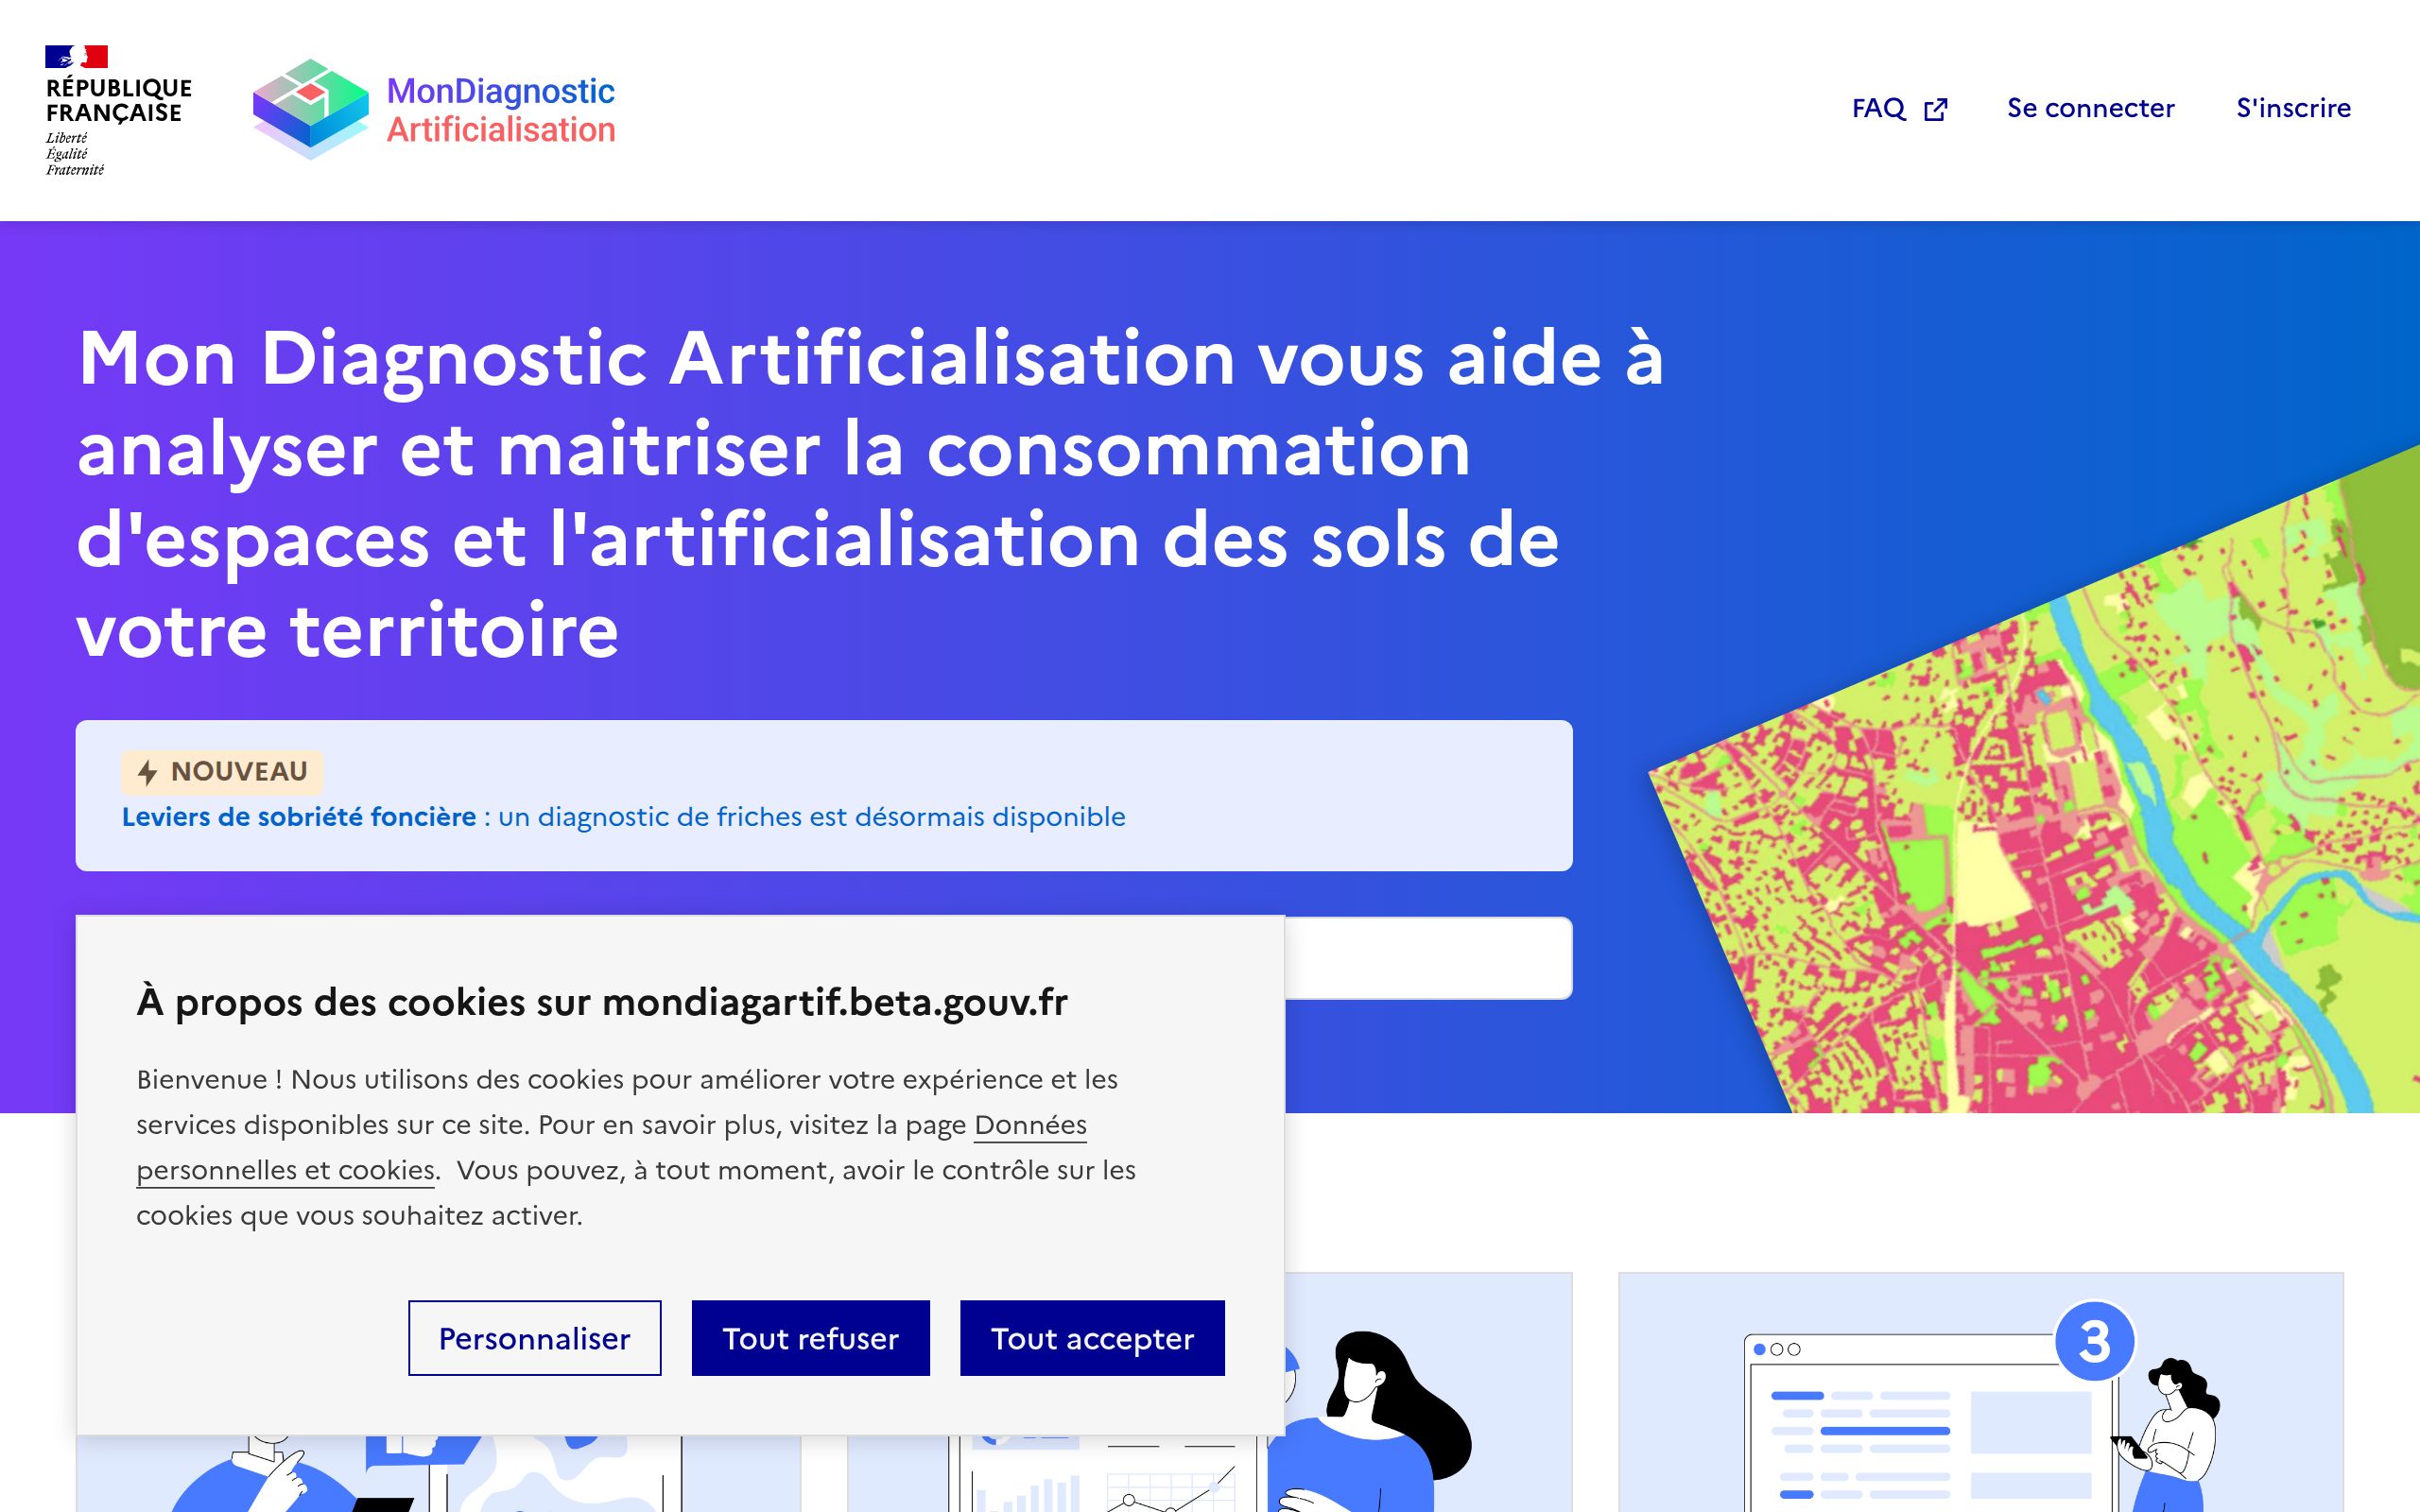 RÉPUBLIQUE
FRANÇAISE
Liberté
Égalité
Fraternité
MonDiagnostic
Artificialisation
FAQ
Se connecter
S'inscrire
Mon Diagnostic Artificialisation vous aide à
analyser et maitriser la consommation
d'espaces et l'artificialisation des sols de
votre territoire
NOUVEAU
Leviers de sobriété foncière : un diagnostic de friches est désormais disponible
À propos des cookies sur mondiagartif.beta.gouv.fr
Bienvenue ! Nous utilisons des cookies pour améliorer votre expérience et les
services disponibles sur ce site. Pour en savoir plus, visitez la page Données
personnelles et cookies.  Vous pouvez, à tout moment, avoir le contrôle sur les
cookies que vous souhaitez activer.
Personnaliser
Tout refuser
Tout accepter
3